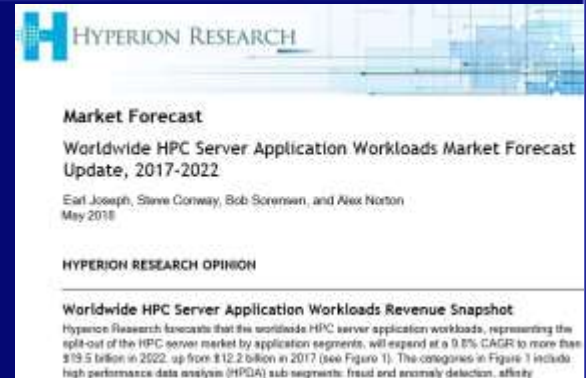 HYPERION RESEARCH
Market Forecast
Worldwide HPC Server Application Workloads Market Forecast
Update, 2017-2022
Earl Joseph, Steve Conway, Bob Sorensen, and Alex Norton
May 2018
HYPERION RESEARCH OPINION
Worldwide HPC Server Application Workloads Revenue Snapshot
Hyperion Research forecasts that the worldwide HPC server application workloads, representing the
split-out of the HPC server market by application segments, will expand at a 9.8% CAGR to more than
$19.5 billion in 2022, up from $12.2 billion in 2017 (see Figure 1). The categories in Figure 1 include
high performance data analysis (HPDA) sub segments: fraud and anomaly detection, affinity